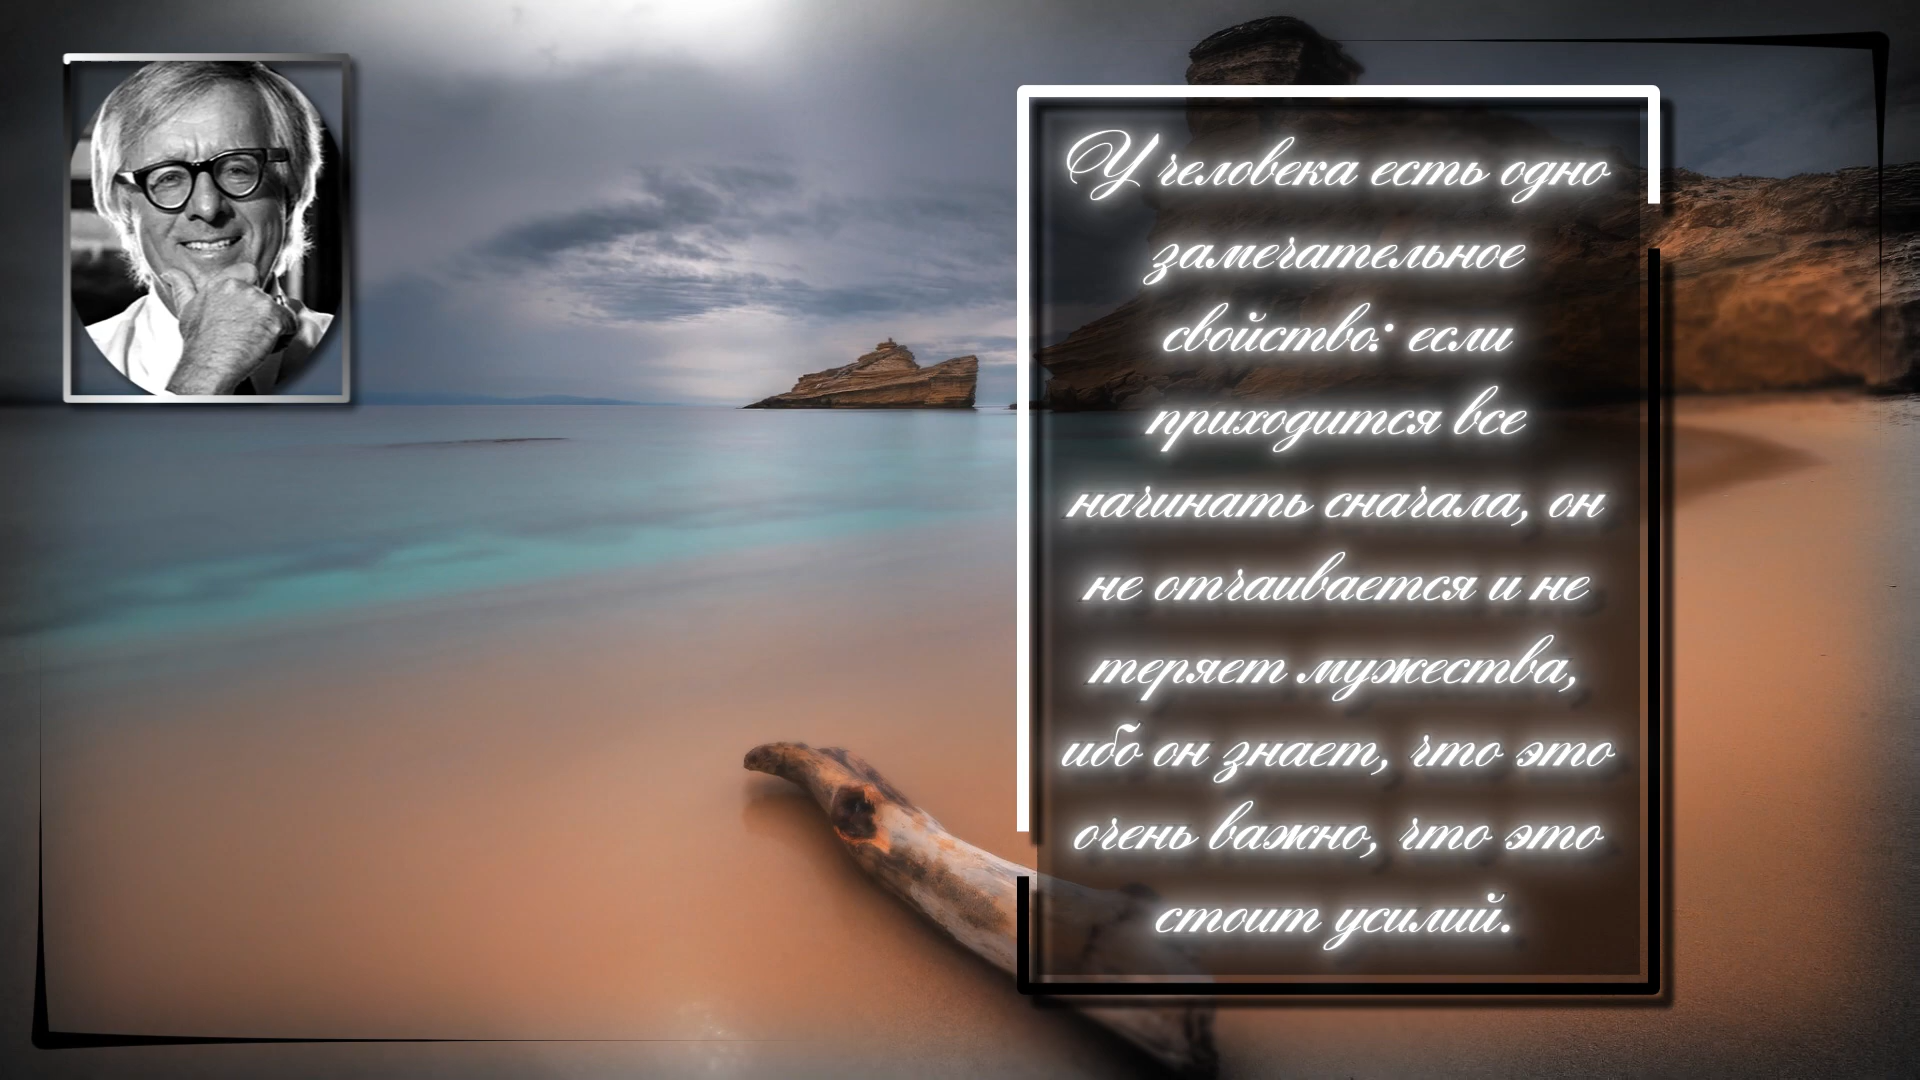 У человека есть одно
замечательное
свойство: если
приходится все
начинать сначала, он
не отчаивается и не
теряет мужества,
ибо он знает, что это
очень важно, что это
стоит усилий.